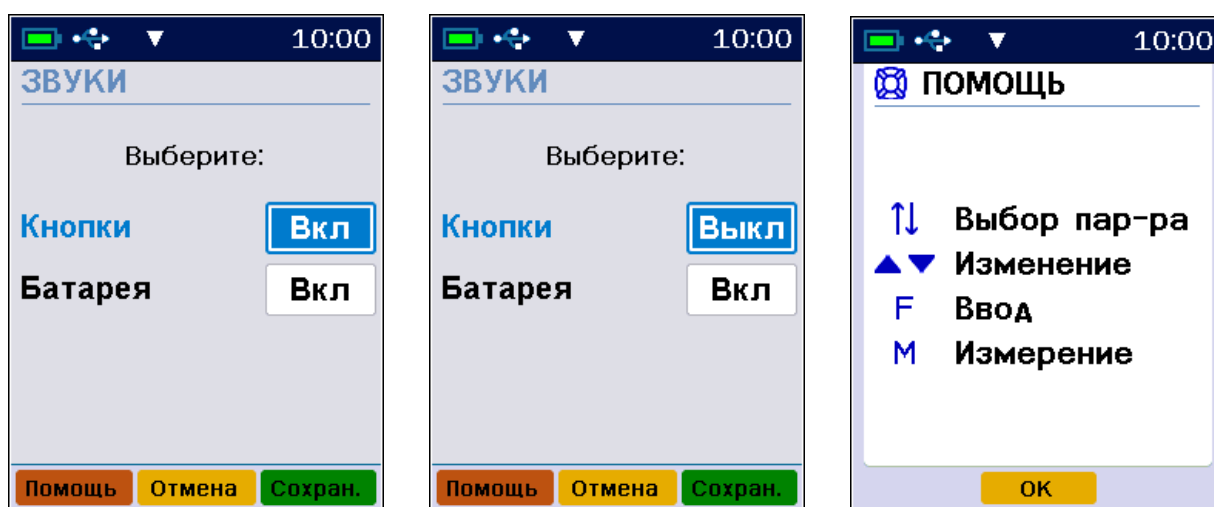 10:00
ЗВУКИ
Выберите:
Кнопки Вкл
Батарея Вкл
Помощь Отмена Сохран.
10:00
ЗВУКИ
Выберите:
Кнопки Выкл
Батарея Вкл
Помощь Отмена Сохран.
10:00
ПОМОЩЬ
↑↓ Выбор пар-ра
▲▼ Изменение
F Ввод
M Измерение
ОК